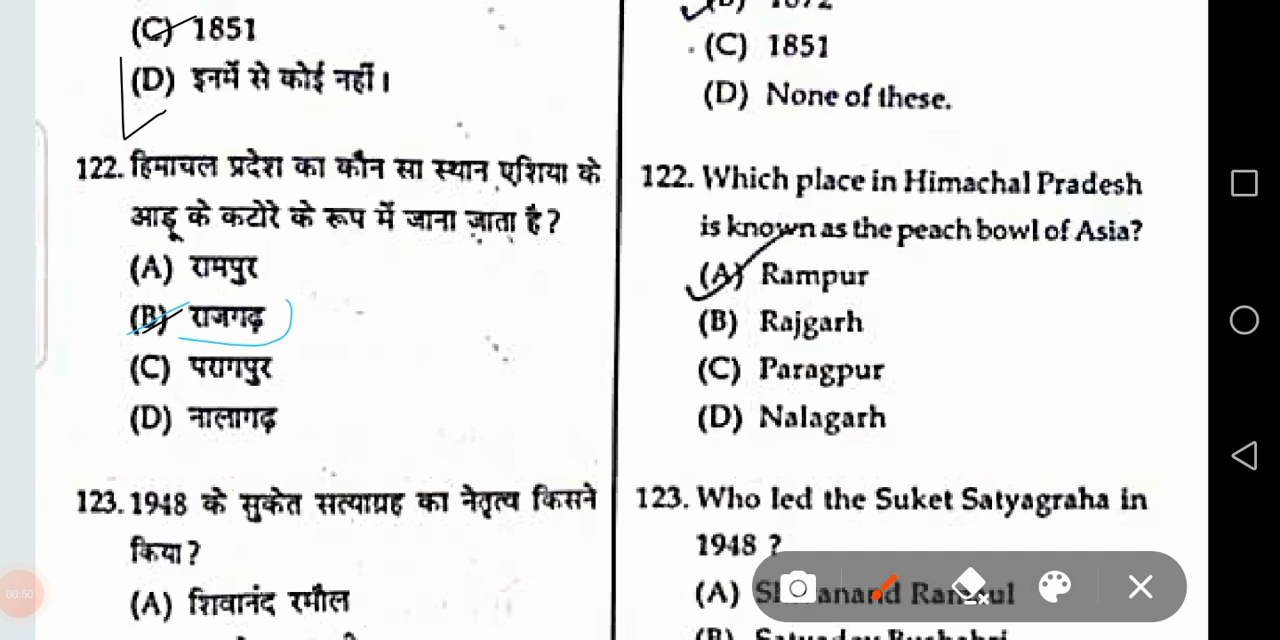 (C) 1851
(D) इनमें से कोई नहीं।
122. हिमाचल प्रदेश का कौन सा स्थान एशिया के
आड़ू के कटोरे के रूप में जाना जाता है?
(A) रामपुर
(B) राजगढ़
(C) परागपुर
(D) नालागढ़
123. 1948 के सुकेत सत्याग्रह का नेतृत्व किसने
किया?
(A) शिवानंद रमौल
(C) 1851
(D) None of these.
122. Which place in Himachal Pradesh
is known as the peach bowl of Asia?
(A) Rampur
(B) Rajgarh
(C) Paragpur
(D) Nalagarh
123. Who led the Suket Satyagraha in
1948 ?
(A)
00:50